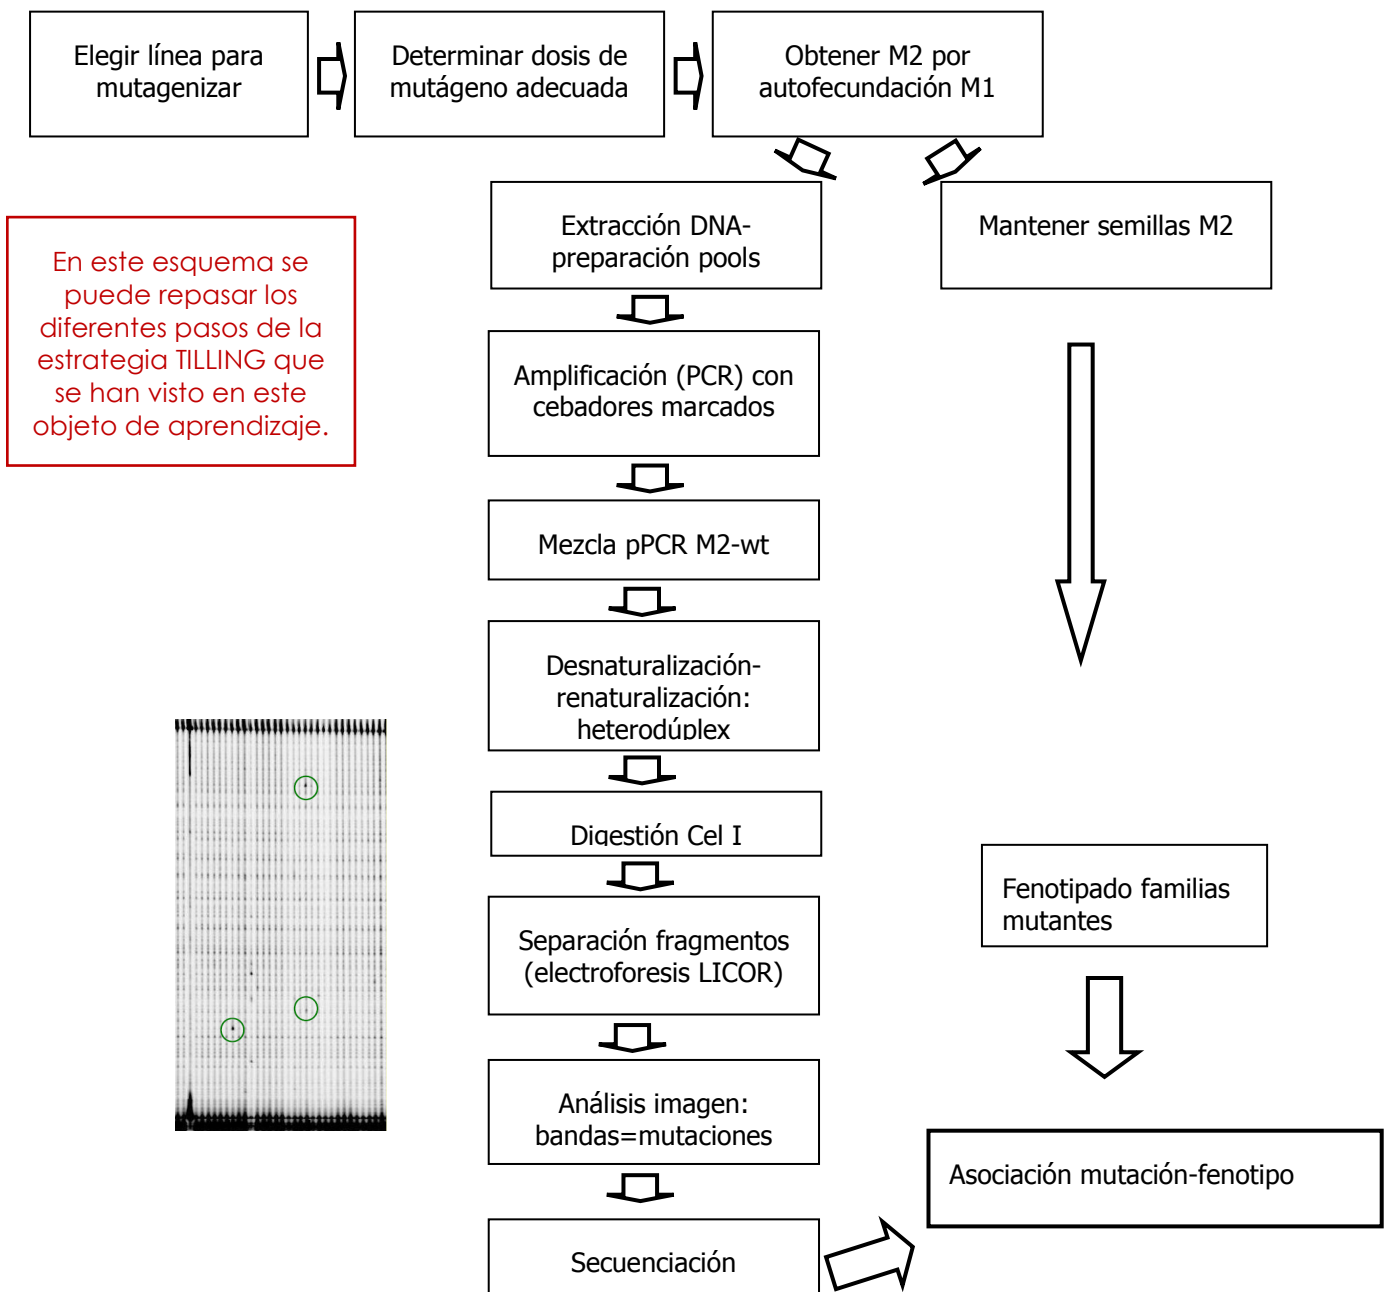 Elegir línea para
mutagenizar
Determinar dosis de
mutágeno adecuada
Obtener M2 por
autofecundación M1
Extracción DNA-
preparación pools
Mantener semillas M2
En este esquema se
puede repasar los
diferentes pasos de la
estrategia TILLING que
se han visto en este
objeto de aprendizaje.
Amplificación (PCR) con
cebadores marcados
Mezcla pPCR M2-wt
Desnaturalización-
renaturalización:
heterodúplex
Digestión Cel I
Separación fragmentos
(electroforesis LICOR)
Fenotipado familias
mutantes
Análisis imagen:
bandas=mutaciones
Asociación mutación-fenotipo
Secuenciación